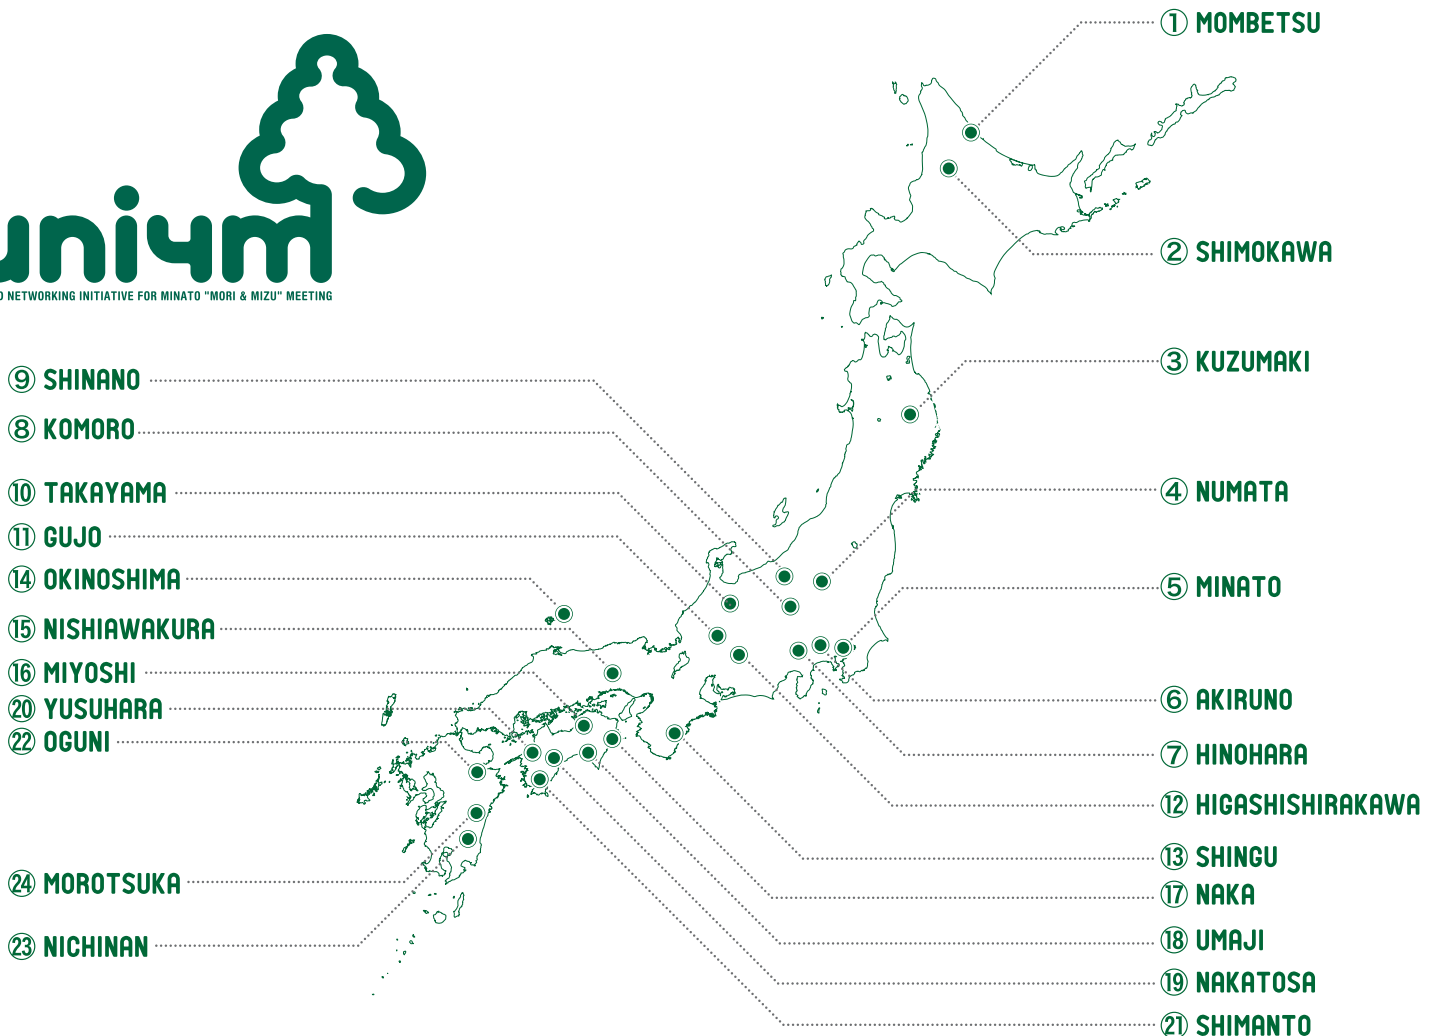 uni4m
NETWORKING INITIATIVE FOR MINATO "MORI & MIZU" MEETING
① MOMBETSU
② SHIMOKAWA
③ KUZUMAKI
④ NUMATA
⑤ MINATO
⑥ AKIRUNO
⑦ HINOHARA
⑫ HIGASHISHIRAKAWA
⑬ SHINGU
⑰ NAKA
⑱ UMAJI
⑲ NAKATOSA
㉑ SHIMANTO
⑨ SHINANO
⑧ KOMORO
⑩ TAKAYAMA
⑪ GUJO
⑭ OKINOSHIMA
⑮ NISHIAWAKURA
⑯ MIYOSHI
⑳ YUSUHARA
㉒ OGUNI
㉔ MOROTSUKA
㉓ NICHINAN